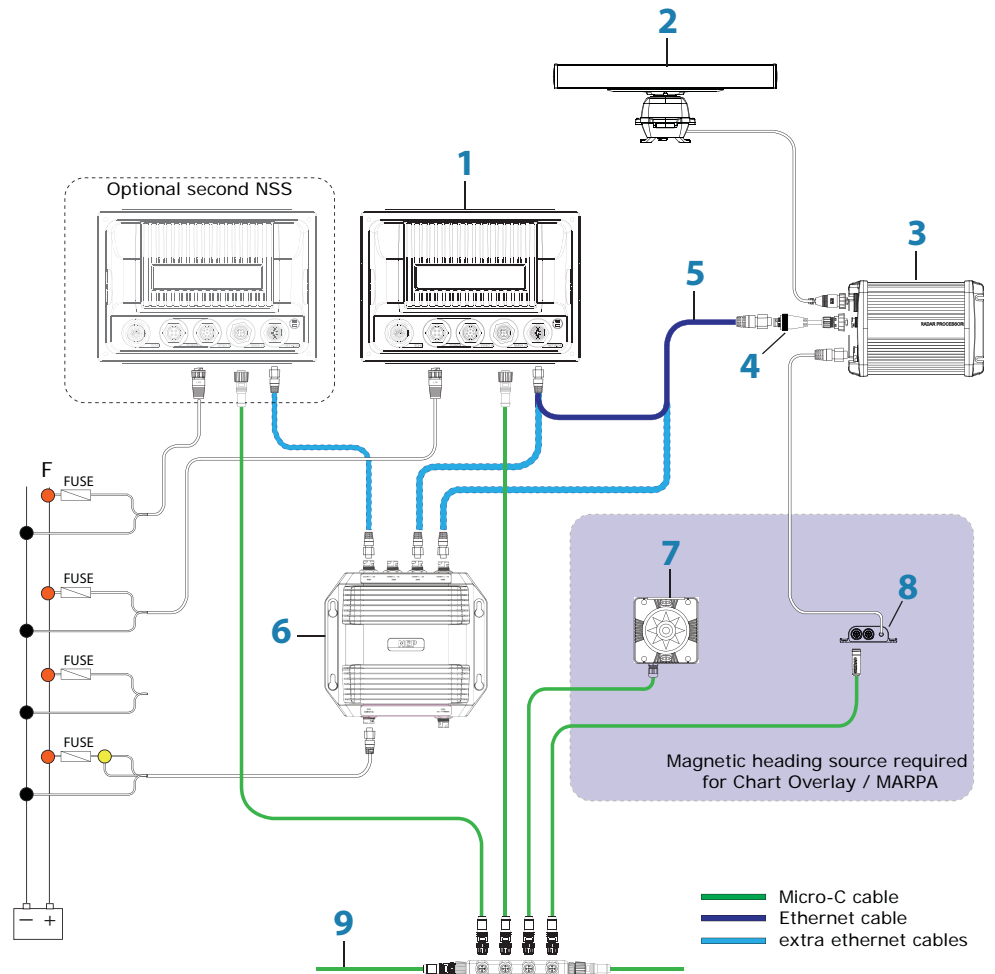 2
1
Optional second NSS
3
5
RADAR PROCESSOR
4
F
FUSE
FUSE
7
8
6
NEP
FUSE
FUSE
Magnetic heading source required
for Chart Overlay / MARPA
Micro-C cable
Ethernet cable
extra ethernet cables
9
− +